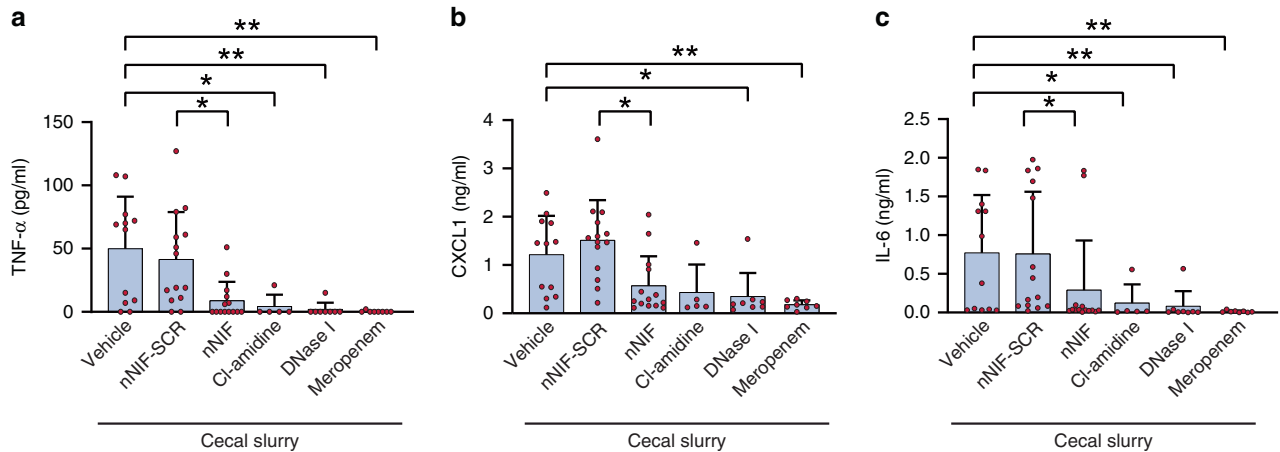 a
**
**
*
*
TNF-α (pg/ml)
150
100
50
0
Vehicle
nNIF-SCR
nNIF
Cl-amidine
DNase I
Meropenem
Cecal slurry
b
**
*
*
CXCL1 (ng/ml)
4
3
2
1
0
Vehicle
nNIF-SCR
nNIF
Cl-amidine
DNase I
Meropenem
Cecal slurry
c
**
**
*
*
IL-6 (ng/ml)
2.5
2.0
1.5
1.0
0.5
0.0
Vehicle
nNIF-SCR
nNIF
Cl-amidine
DNase I
Meropenem
Cecal slurry